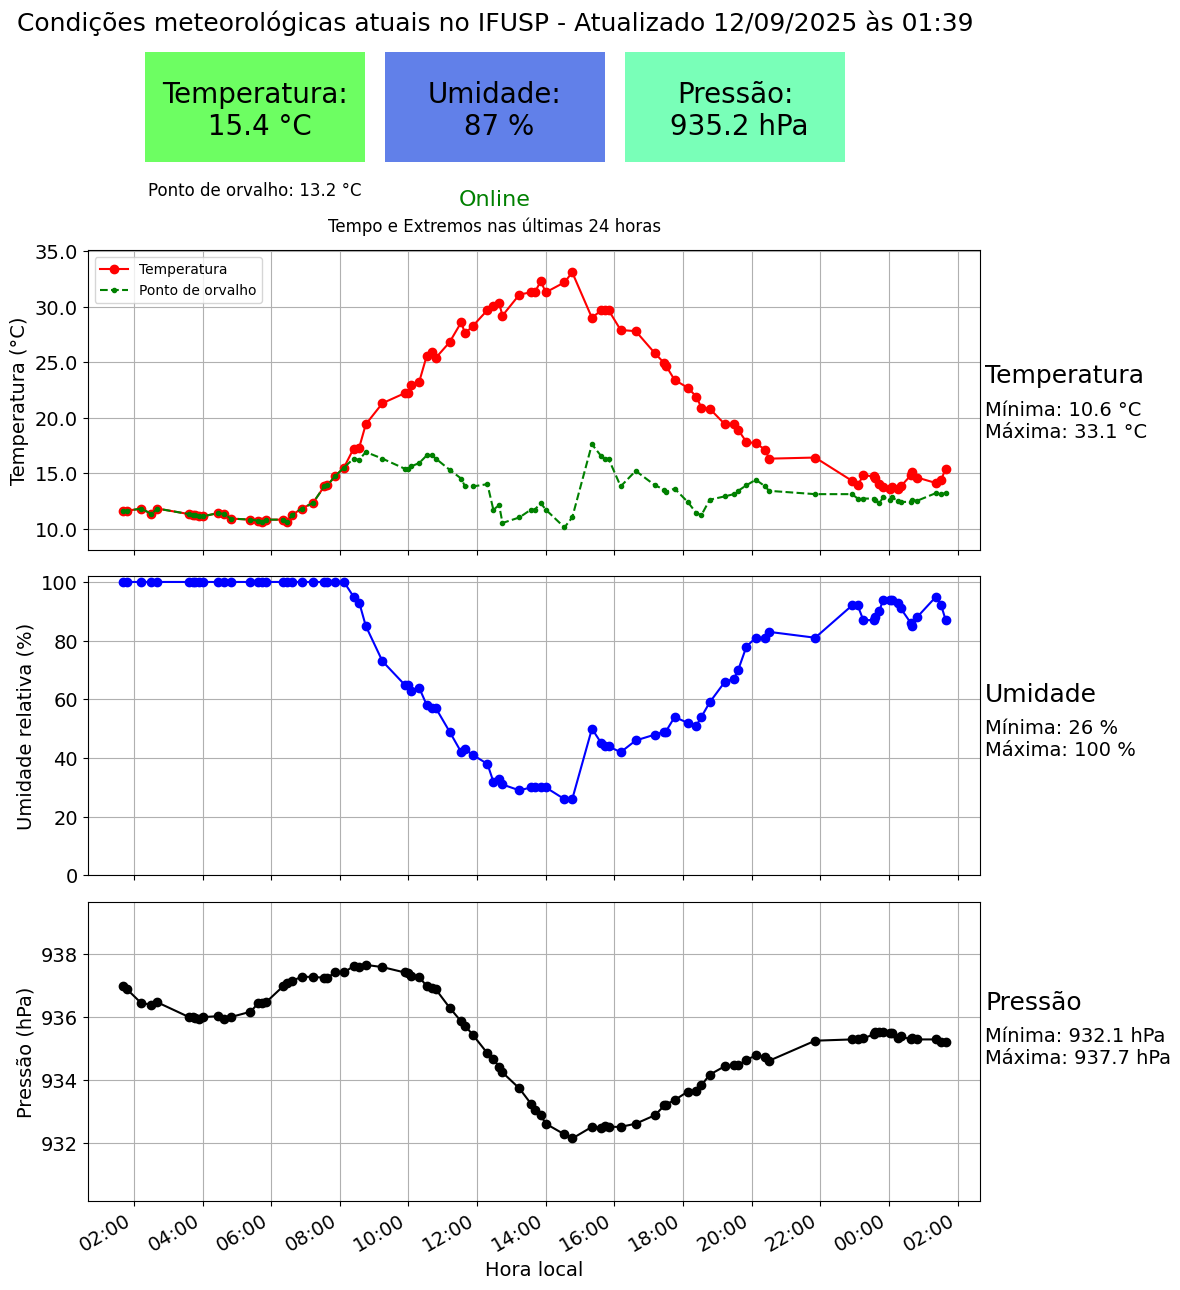 Condições meteorológicas atuais no IFUSP - Atualizado 12/09/2025 às 01:39
Temperatura:
15.4 °C
Umidade:
87 %
Pressão:
935.2 hPa
Ponto de orvalho: 13.2 °C
Online
Tempo e Extremos nas últimas 24 horas
Temperatura (°C)
35.0
30.0
25.0
20.0
15.0
10.0
Temperatura
Ponto de orvalho
Temperatura
Mínima: 10.6 °C
Máxima: 33.1 °C
Umidade relativa (%)
100
80
60
40
20
0
Umidade
Mínima: 26 %
Máxima: 100 %
Pressão (hPa)
938
936
934
932
Pressão
Mínima: 932.1 hPa
Máxima: 937.7 hPa
02:00 04:00 06:00 08:00 10:00 12:00 14:00 16:00 18:00 20:00 22:00 00:00 02:00
Hora local